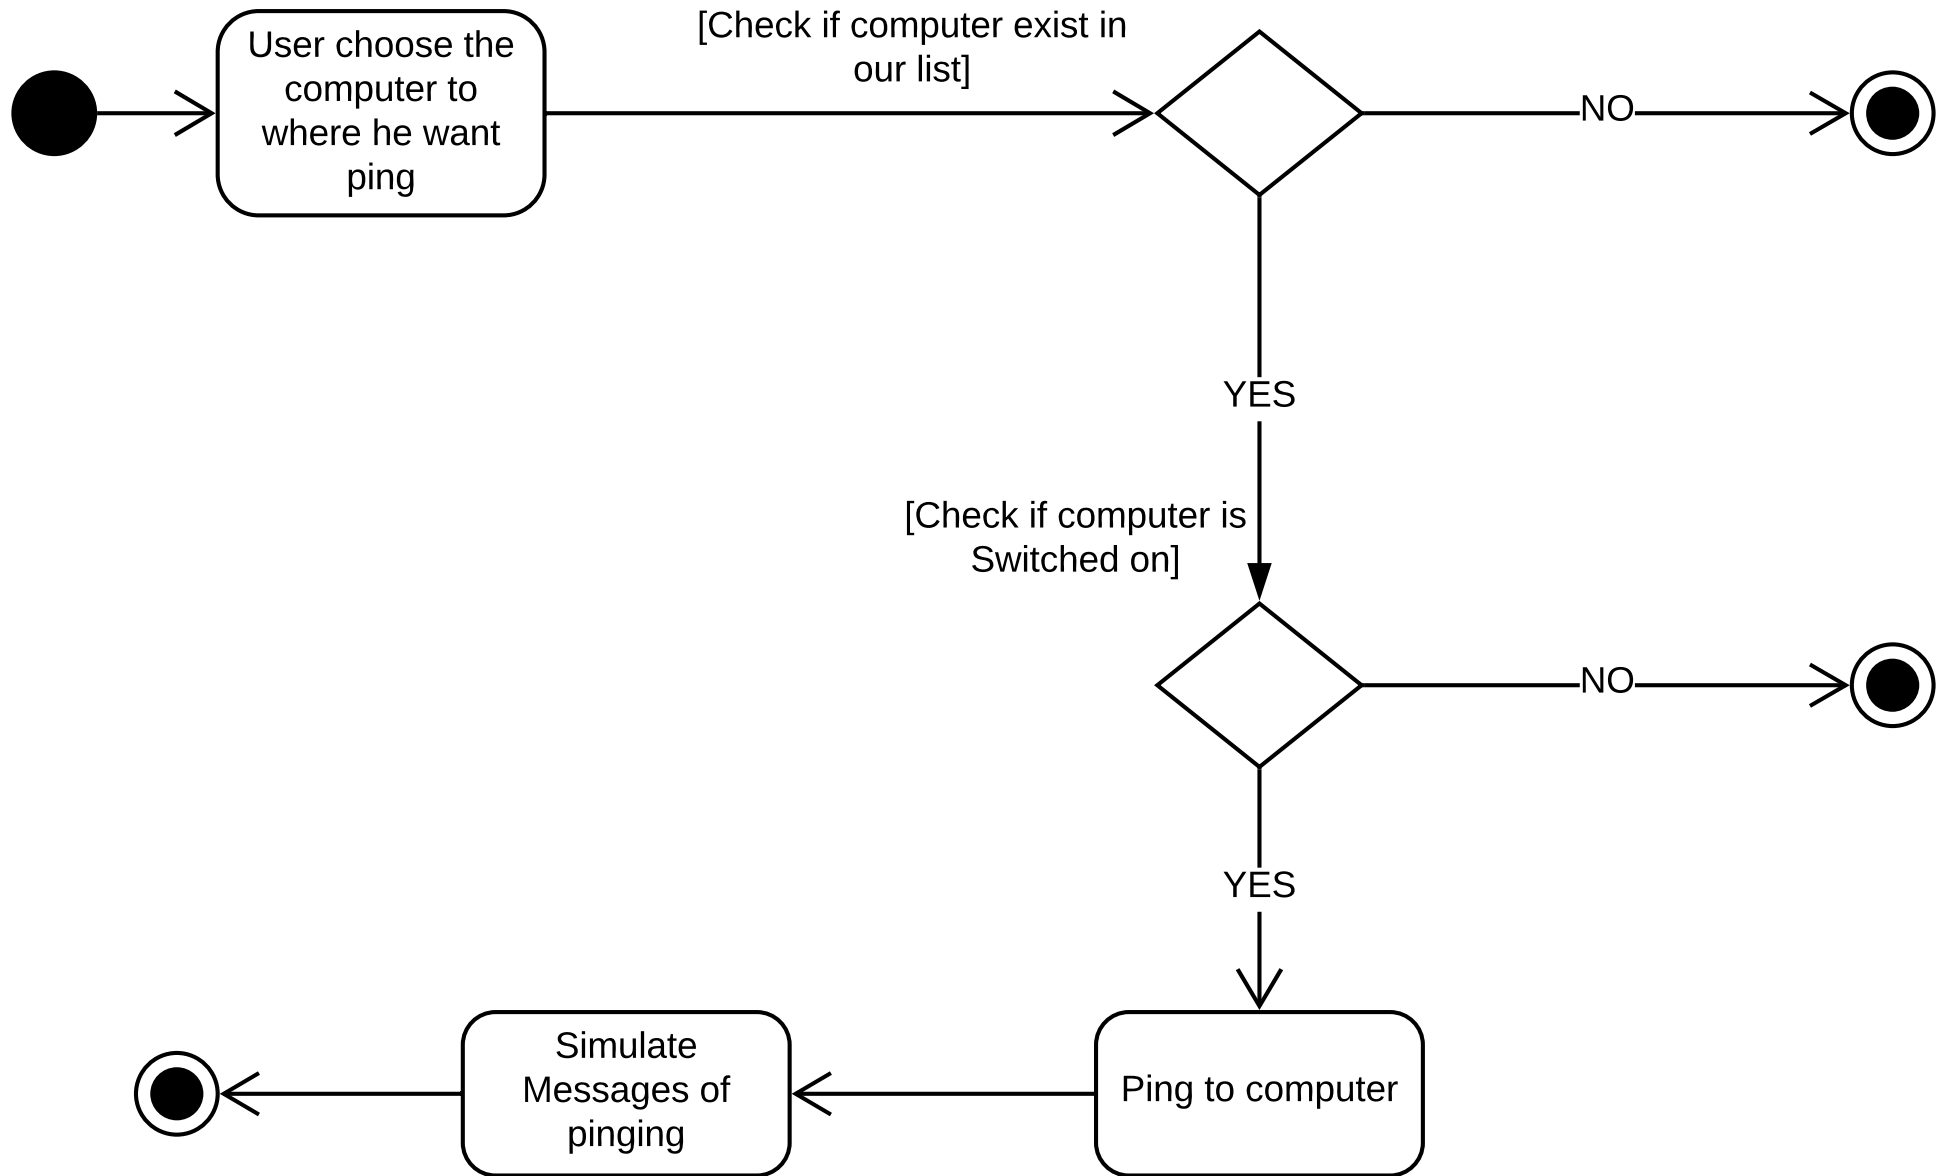 User choose the
computer to
where he want
ping
[Check if computer exist in
our list]
NO
YES
[Check if computer is
Switched on]
NO
YES
Simulate
Messages of
pinging
Ping to computer